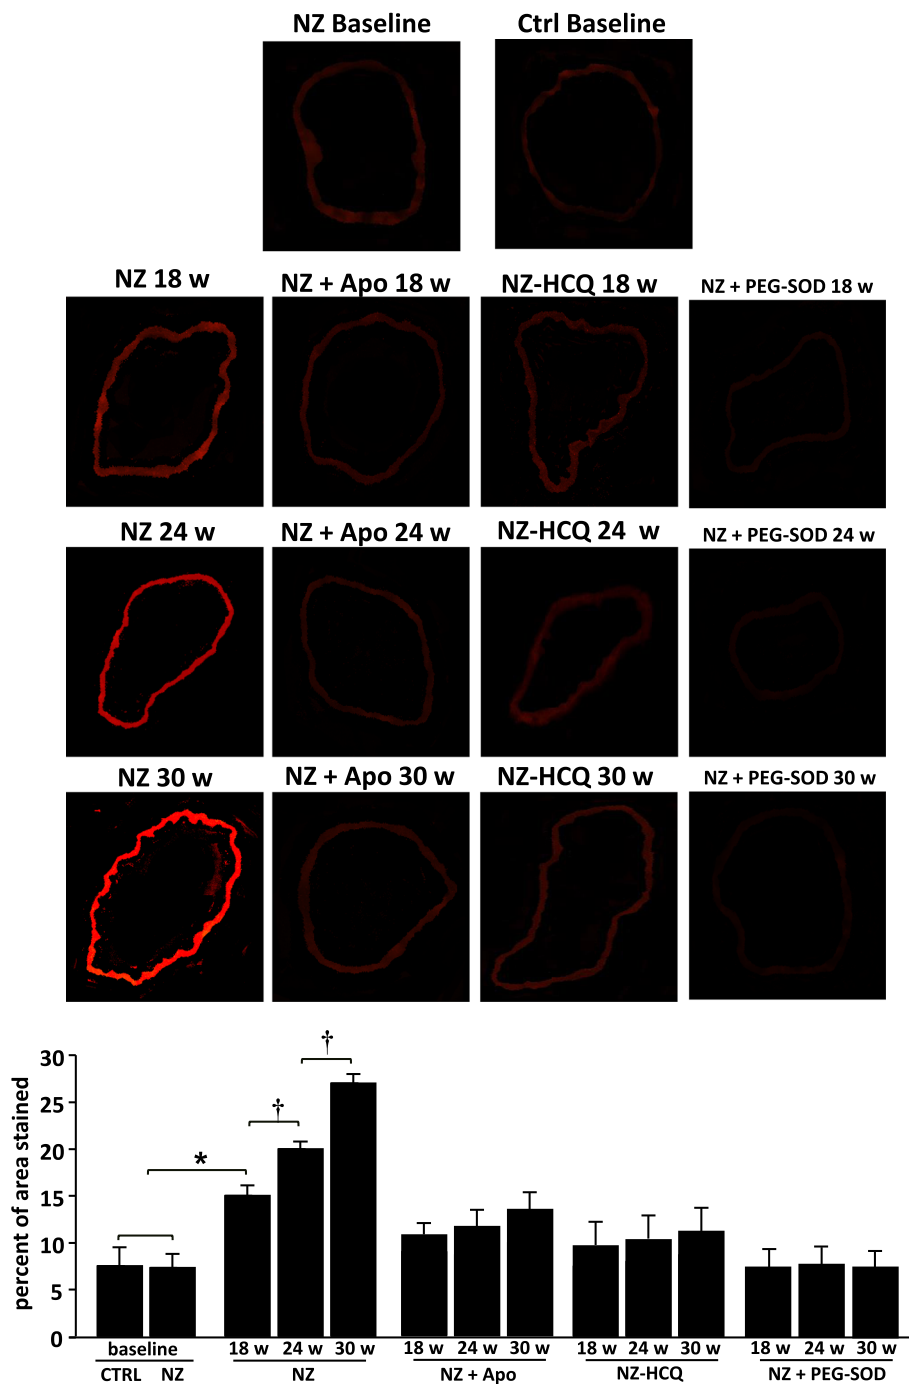 NZ Baseline Ctrl Baseline
NZ 18 w NZ + Apo 18 w NZ-HCQ 18 w NZ + PEG-SOD 18 w
NZ 24 w NZ + Apo 24 w NZ-HCQ 24 w NZ + PEG-SOD 24 w
NZ 30 w NZ + Apo 30 w NZ-HCQ 30 w NZ + PEG-SOD 30 w
percent of area stained
30
25
20
15
10
5
0
*
†
†
baseline 18 w 24 w 30 w 18 w 24 w 30 w 18 w 24 w 30 w 18 w 24 w 30 w
CTRL NZ NZ NZ + Apo NZ-HCQ NZ + PEG-SOD